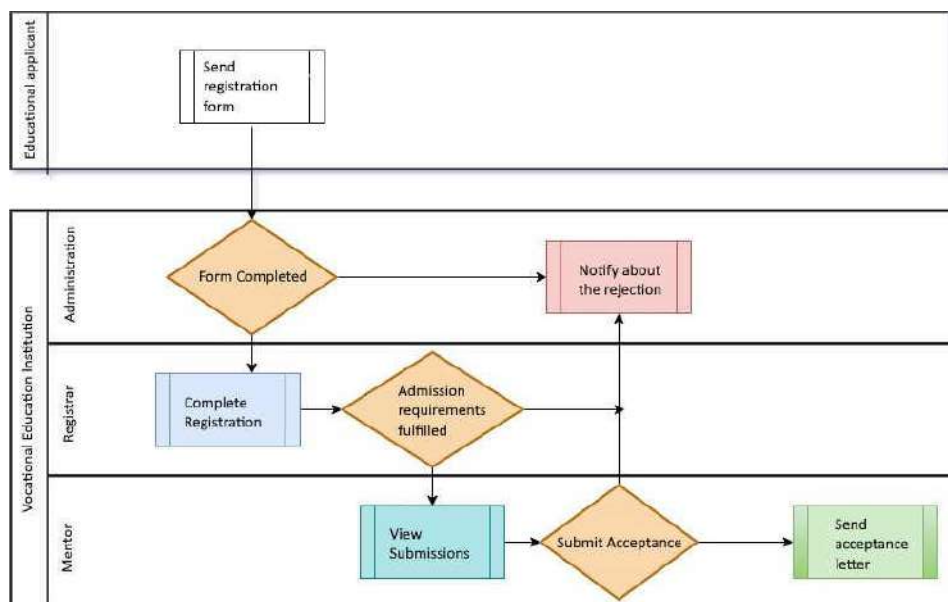 Educational applicant
Send
registration
form
Vocational Education Institution
Administration
Form Completed
Notify about
the rejection
Registrar
Complete
Registration
Admission
requirements
fulfilled
Mentor
View
Submissions
Submit Acceptance
Send
acceptance
letter